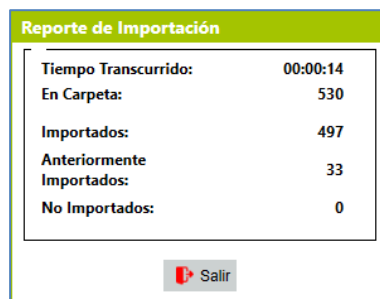 Reporte de Importación
Tiempo Transcurrido: 00:00:14
En Carpeta: 530
Importados: 497
Anteriormente
Importados: 33
No Importados: 0
Salir